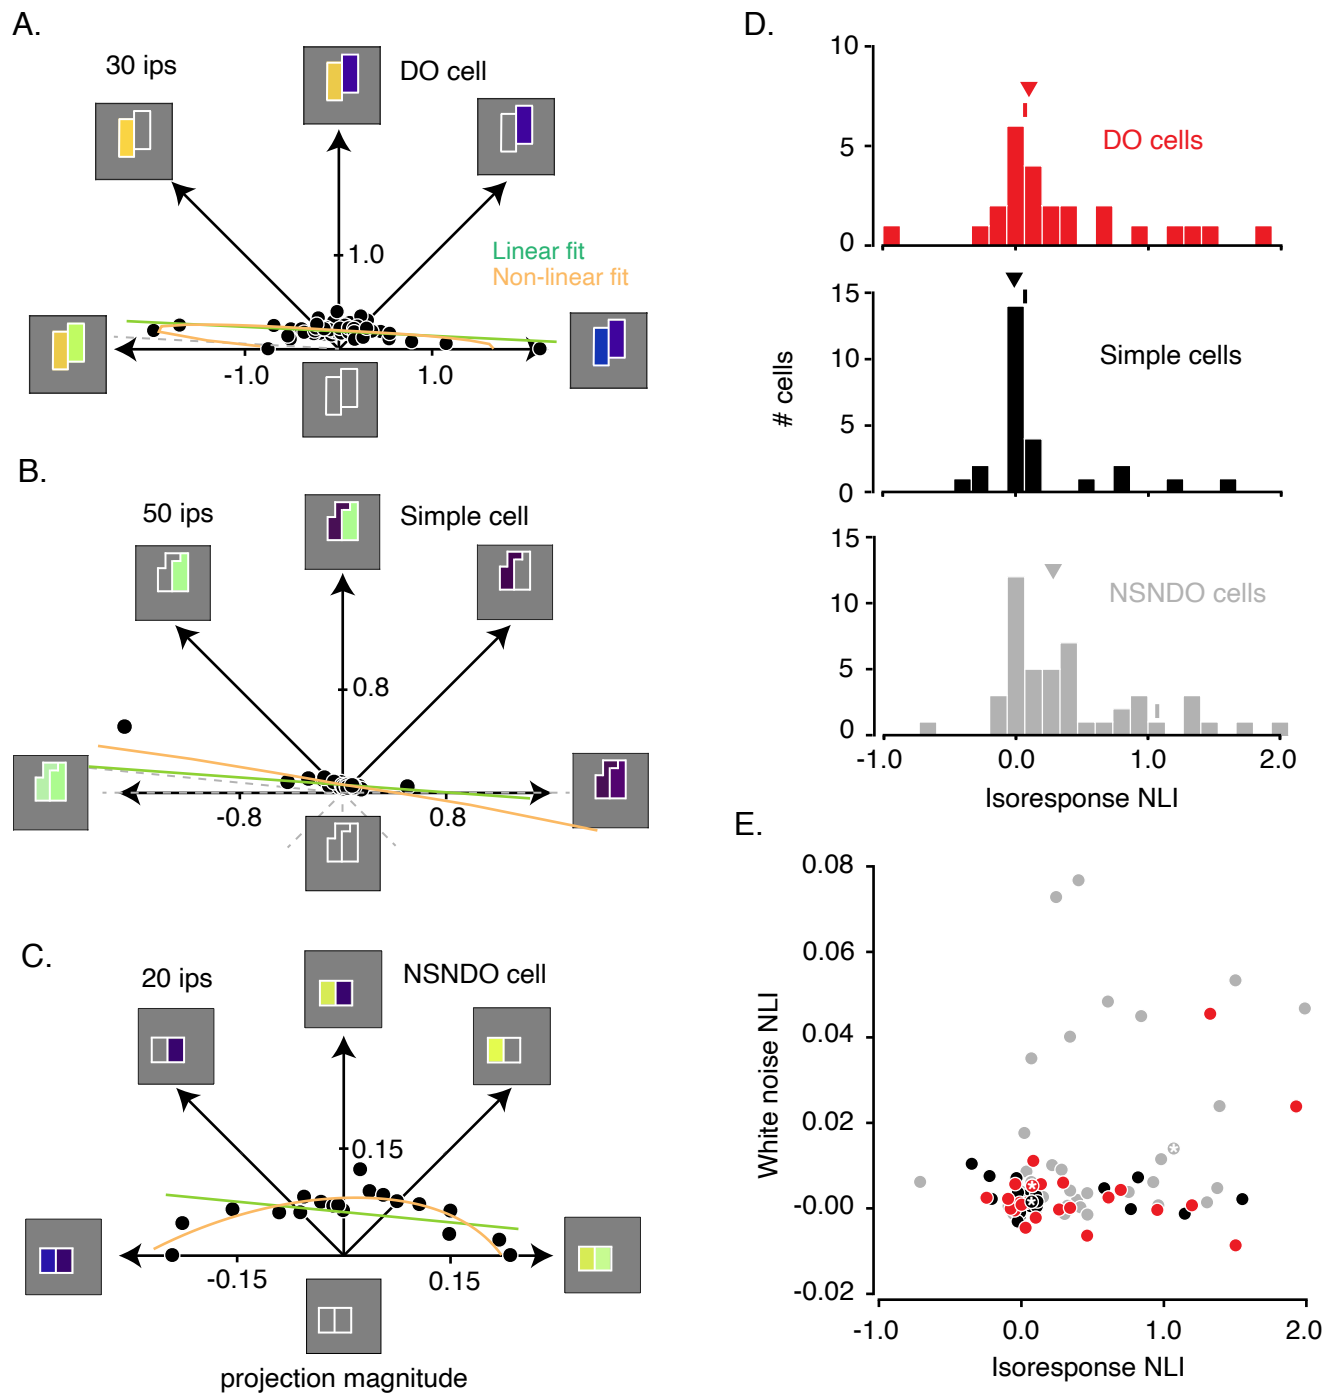 A.
30 ips
DO cell
1.0
Linear fit
Non-linear fit
-1.0
1.0
B.
50 ips
Simple cell
0.8
-0.8
0.8
C.
20 ips
NSNDO cell
0.15
-0.15
0.15
projection magnitude
D.
10
5
0
DO cells
15
10
5
0
Simple cells
# cells
15
10
5
0
NSNDO cells
-1.0
0.0
1.0
2.0
Isoresponse NLI
E.
0.08
0.06
0.04
0.02
-0.00
-0.02
White noise NLI
-1.0
0.0
1.0
2.0
Isoresponse NLI